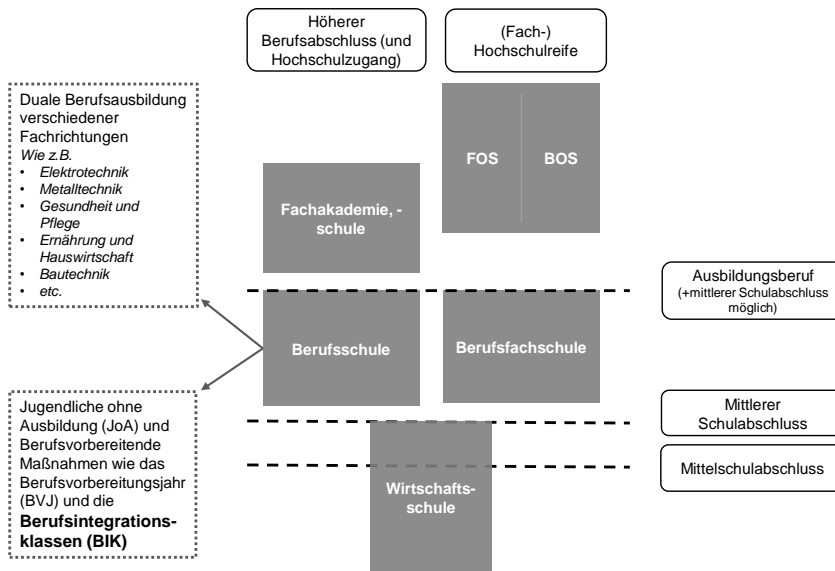 Höherer
Berufsabschluss (und
Hochschulzugang)
(Fach-)
Hochschulreife
Duale Berufsausbildung
verschiedener
Fachrichtungen
Wie z.B.
• Elektrotechnik
• Metalltechnik
• Gesundheit und
Pflege
• Ernährung und
Hauswirtschaft
• Bautechnik
• etc.
FOS
BOS
Fachakademie, -
schule
Ausbildungsberuf
(+mittlerer Schulabschluss
möglich)
Berufsschule
Berufsfachschule
Jugendliche ohne
Ausbildung (JoA) und
Berufsvorbereitende
Maßnahmen wie das
Berufsvorbereitungsjahr
(BVJ) und die
Berufsintegrations-
klassen (BIK)
Mittlerer
Schulabschluss
Mittelschulabschluss
Wirtschafts-
schule